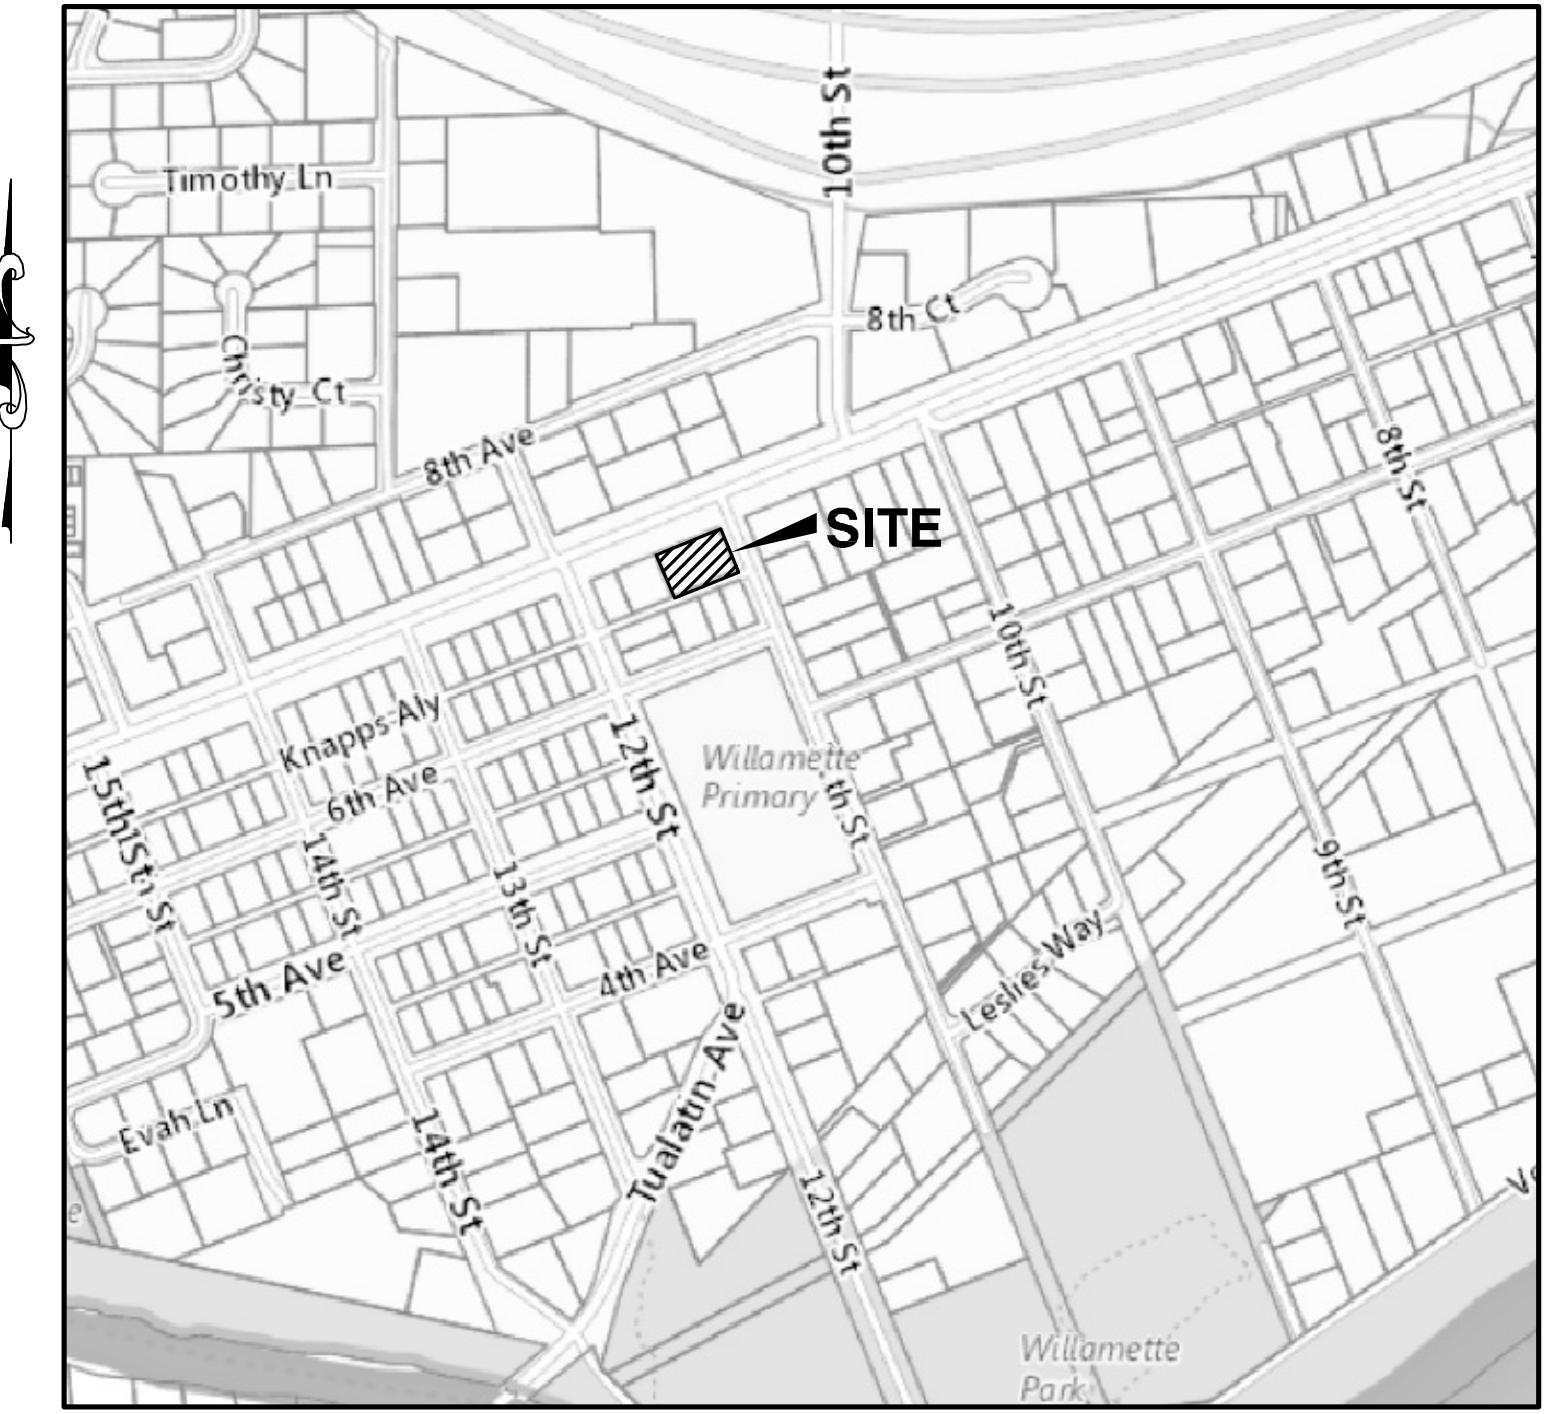 10th St
Timothy Ln
8th Ct
Christy Ct
8th Ave
8th St
SITE
10th St
Knapps Aly
12th St
Willamette
Primary
6th Ave
th St
15th
St
14th St
13th St
9th St
5th Ave
4th Ave
Leslies Way
Tualatin Ave
Evah Ln
14th St
12th St
Willamette
Park